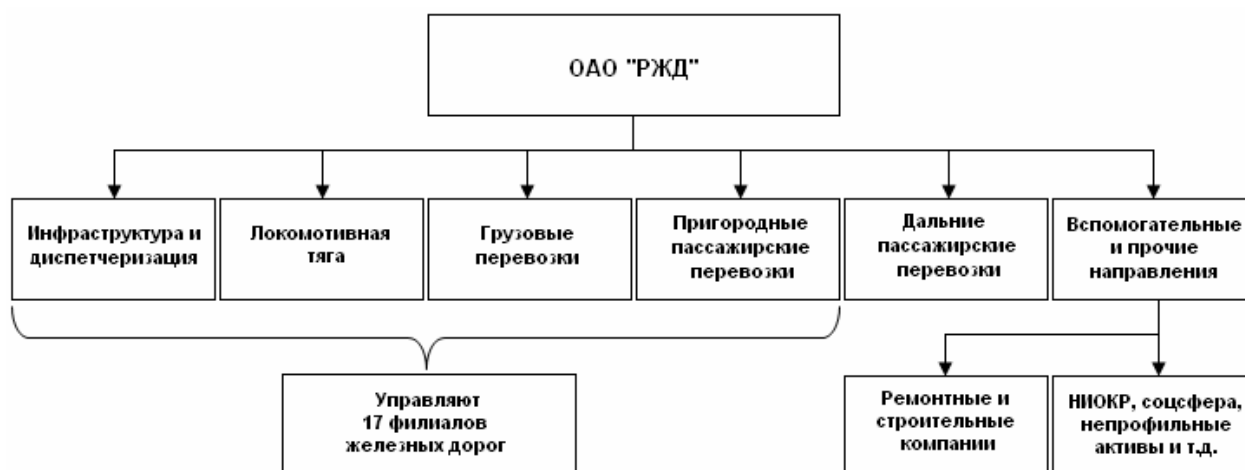 ОАО "РЖД"
Инфраструктура и
диспетчеризация
Локомотивная
тяга
Грузовые
перевозки
Пригородные
пассажирские
перевозки
Дальние
пассажирские
перевозки
Вспомогательные
и прочие
направления
Управляют
17 филиалов
железных дорог
Ремонтные и
строительные
компании
НИОКР, соцсфера,
непрофильные
активы и т.д.